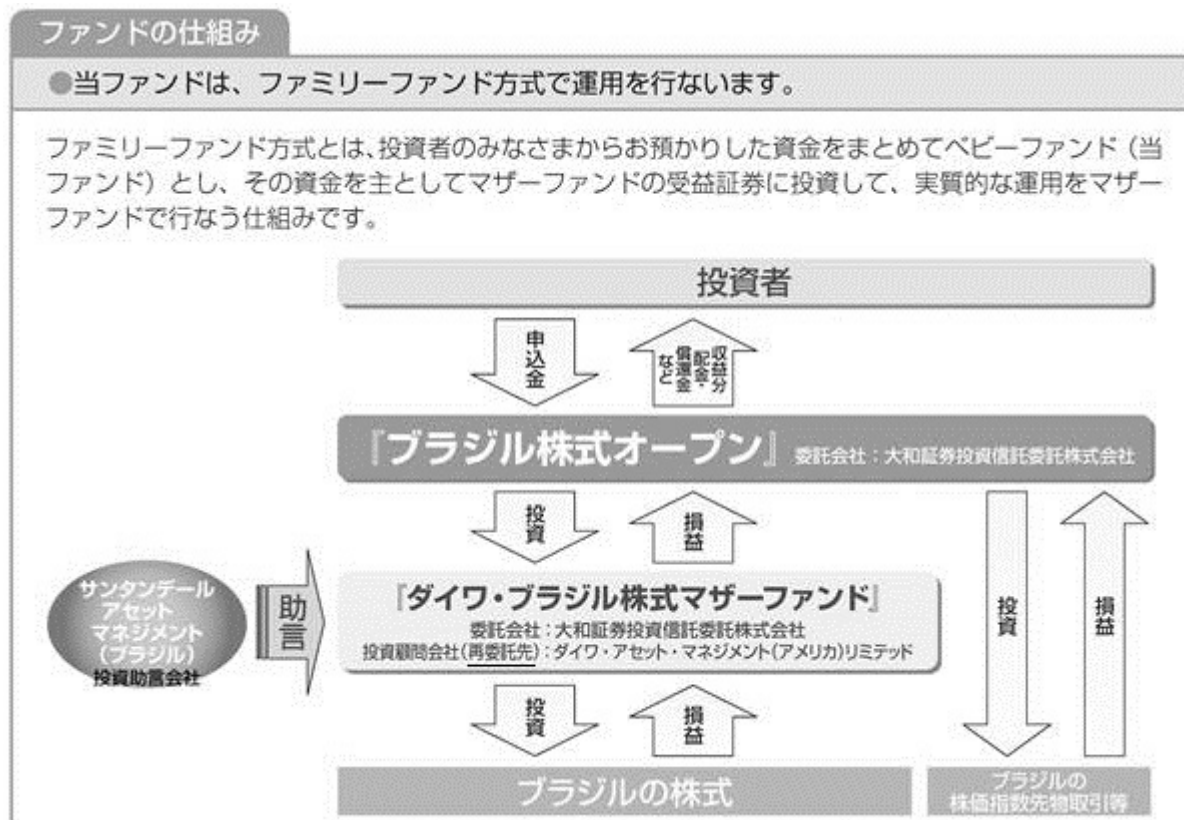 ファンドの仕組み
●当ファンドは、ファミリーファンド方式で運用を行ないます。
ファミリーファンド方式とは、投資者のみなさまからお預かりした資金をまとめてベビーファンド（当
ファンド）とし、その資金を主としてマザーファンドの受益証券に投資して、実質的な運用をマザー
ファンドで行なう仕組みです。
投資者
申込金
収益分
配金・
償還金
など
『ブラジル株式オープン』 委託会社：大和証券投資信託委託株式会社
投資
損益
サンタンデール
アセット
マネジメント
（ブラジル）
投資助言会社
助言
『ダイワ・ブラジル株式マザーファンド』
委託会社：大和証券投資信託委託株式会社
投資顧問会社(再委託先)：ダイワ・アセット・マネジメント(アメリカ)リミテッド
投資
損益
投資
損益
ブラジルの株式
ブラジルの
株価指数先物取引等